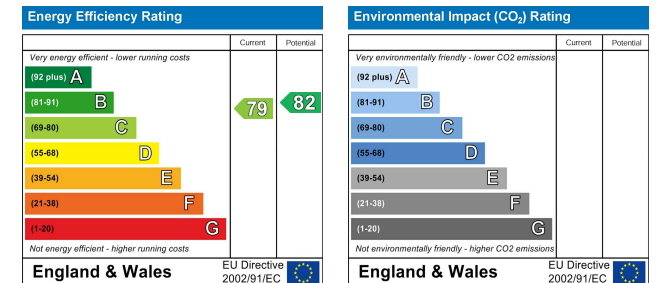 Energy Efficiency Rating
Current Potential
Very energy efficient - lower running costs
(92 plus) A
(81-91) B
(69-80) C
(55-68) D
(39-54) E
(21-38) F
(1-20) G
79
82
Not energy efficient - higher running costs
England & Wales
EU Directive
2002/91/EC
Environmental Impact (CO₂) Rating
Current Potential
Very environmentally friendly - lower CO2 emissions
(92 plus) A
(81-91) B
(69-80) C
(55-68) D
(39-54) E
(21-38) F
(1-20) G
Not environmentally friendly - higher CO2 emissions
England & Wales
EU Directive
2002/91/EC